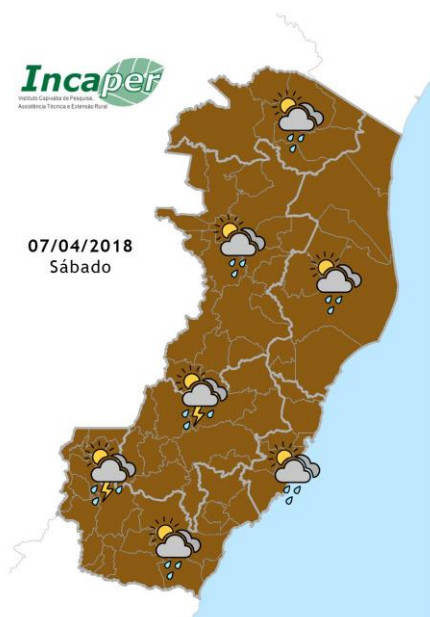 Incaper
Instituto Capixaba de Pesquisa,
Assistência Técnica e Extensão Rural
07/04/2018
Sábado